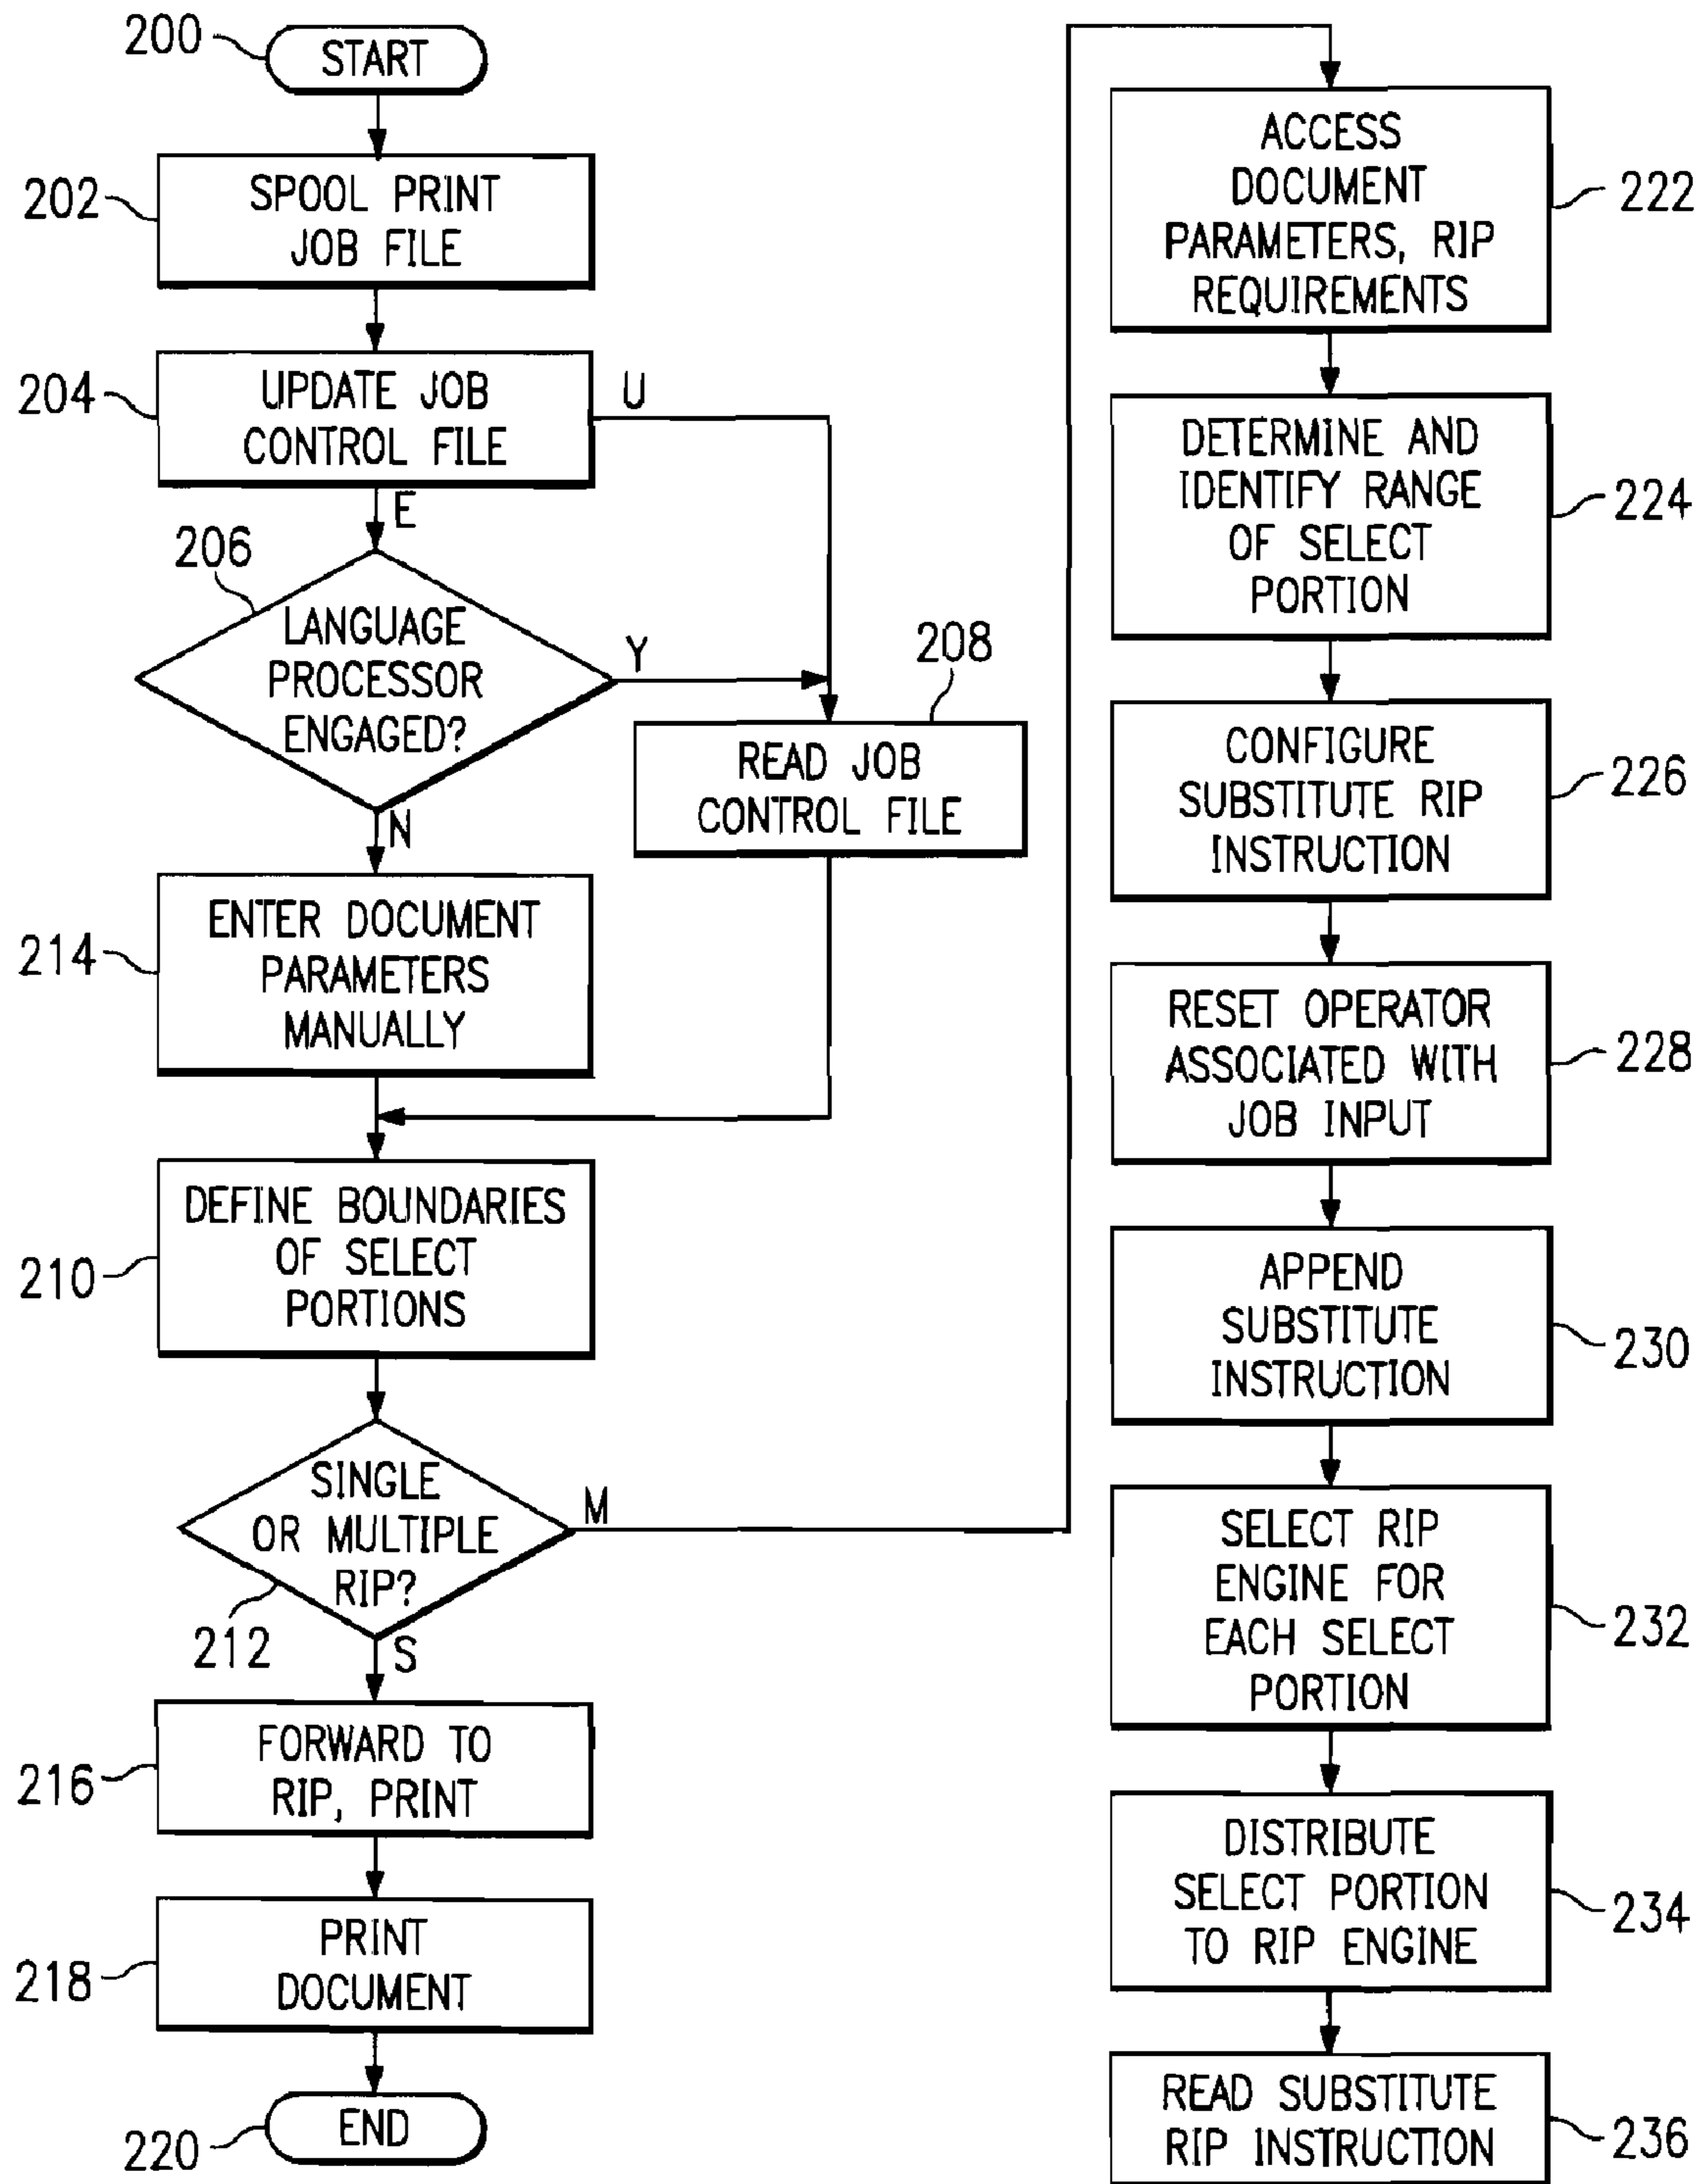 200
START
202
SPOOL PRINT
JOB FILE
204
UPDATE JOB
CONTROL FILE
U
E
206
LANGUAGE
PROCESSOR
ENGAGED?
Y
N
208
READ JOB
CONTROL FILE
214
ENTER DOCUMENT
PARAMETERS
MANUALLY
210
DEFINE BOUNDARIES
OF SELECT
PORTIONS
SINGLE
OR MULTIPLE
RIP?
M
212
S
216
FORWARD TO
RIP, PRINT
218
PRINT
DOCUMENT
220
END
ACCESS
DOCUMENT
PARAMETERS, RIP
REQUIREMENTS
222
DETERMINE AND
IDENTIFY RANGE
OF SELECT
PORTION
224
CONFIGURE
SUBSTITUTE RIP
INSTRUCTION
226
RESET OPERATOR
ASSOCIATED WITH
JOB INPUT
228
APPEND
SUBSTITUTE
INSTRUCTION
230
SELECT RIP
ENGINE FOR
EACH SELECT
PORTION
232
DISTRIBUTE
SELECT PORTION
TO RIP ENGINE
234
READ SUBSTITUTE
RIP INSTRUCTION
236